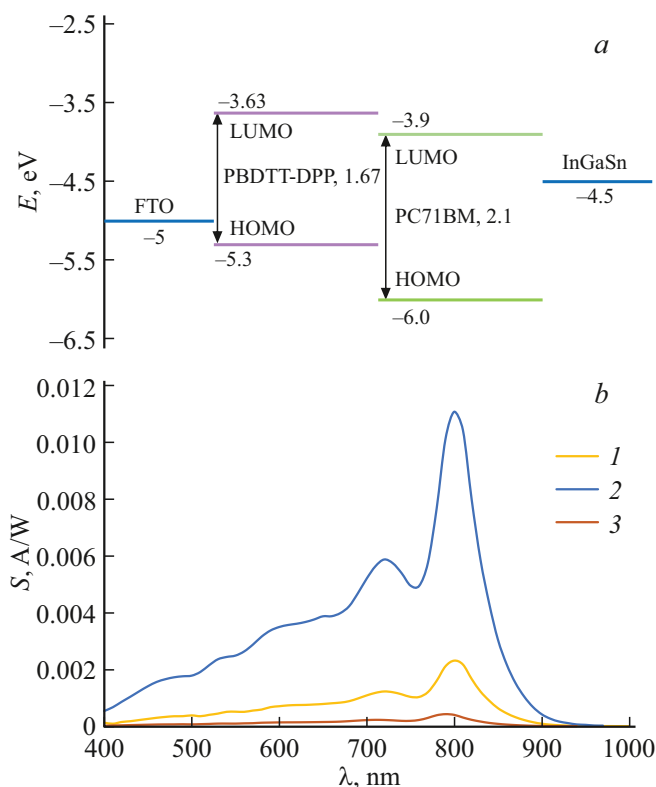 a
E, eV
–2.5
–3.5
–4.5
–5.5
–6.5
FTO
–5
–3.63
LUMO
PBDTT-DPP, 1.67
HOMO
–5.3
–3.9
LUMO
PC71BM, 2.1
HOMO
–6.0
InGaSn
–4.5
b
S, A/W
0.012
0.010
0.008
0.006
0.004
0.002
0
1
2
3
400 500 600 700 800 900 1000
λ, nm